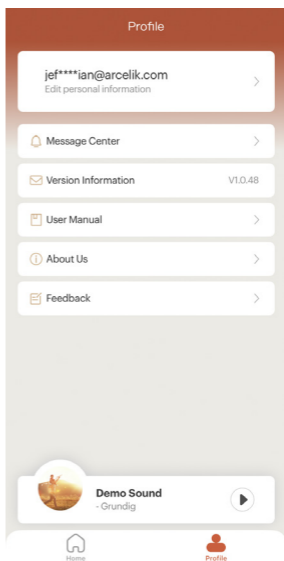 Profile
jef****ian@arcelik.com
Edit personal information
Message Center
Version Information V1.0.48
User Manual
About Us
Feedback
Demo Sound
- Grundig
Home
Profile